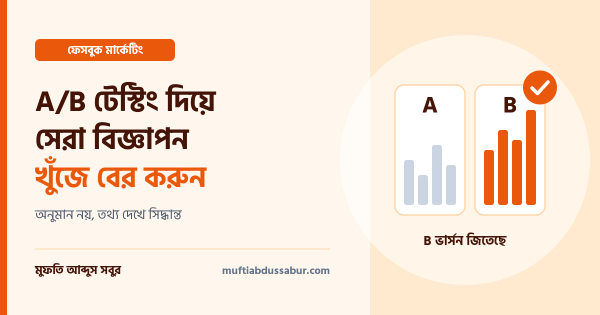 ফেসবুক মার্কেটিং
A/B টেস্টিং দিয়ে
সেরা বিজ্ঞাপন
খুঁজে বের করুন
অনুমান নয়, তথ্য দেখে সিদ্ধান্ত
মুফতি আব্দুস সবুর
muftiabdussabur.com
A
B
B ভার্সন জিতেছে